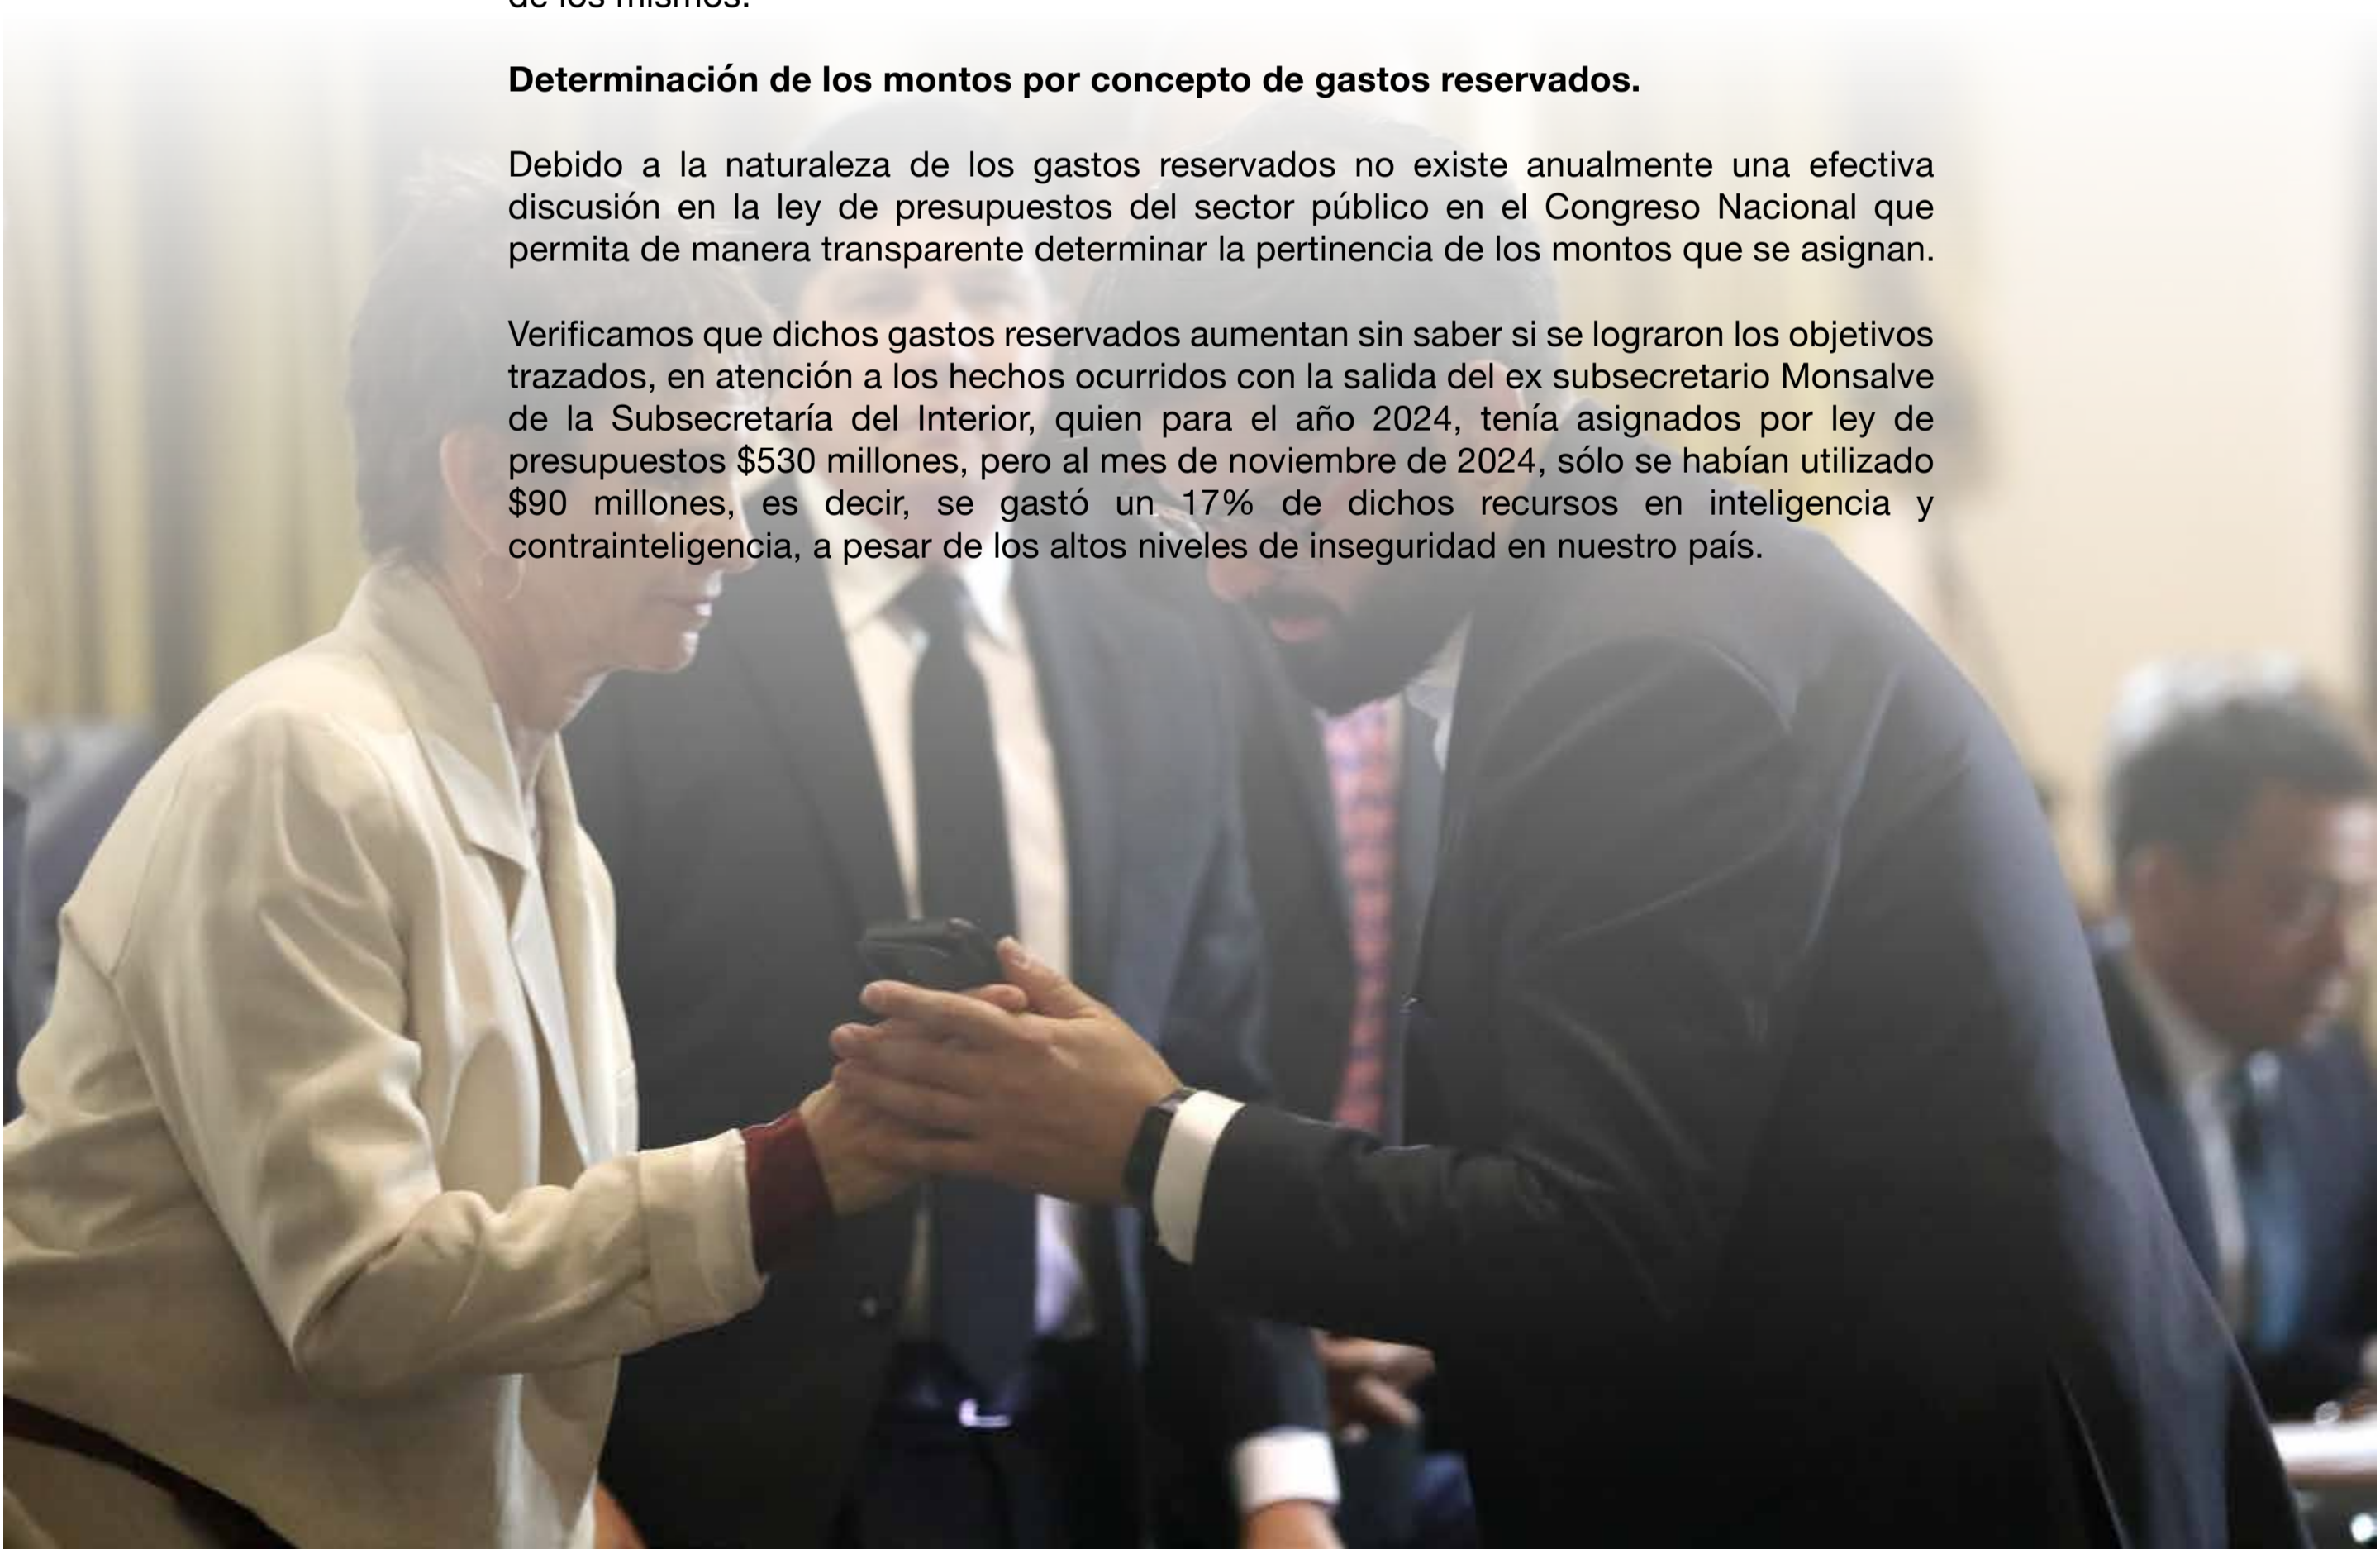 de los mismos.
Determinación de los montos por concepto de gastos reservados.
Debido a la naturaleza de los gastos reservados no existe anualmente una efectiva
discusión en la ley de presupuestos del sector público en el Congreso Nacional que
permita de manera transparente determinar la pertinencia de los montos que se asignan.
Verificamos que dichos gastos reservados aumentan sin saber si se lograron los objetivos
trazados, en atención a los hechos ocurridos con la salida del ex subsecretario Monsalve
de la Subsecretaría del Interior, quien para el año 2024, tenía asignados por ley de
presupuestos $530 millones, pero al mes de noviembre de 2024, sólo se habían utilizado
$90 millones, es decir, se gastó un 17% de dichos recursos en inteligencia y
contrainteligencia, a pesar de los altos niveles de inseguridad en nuestro país.